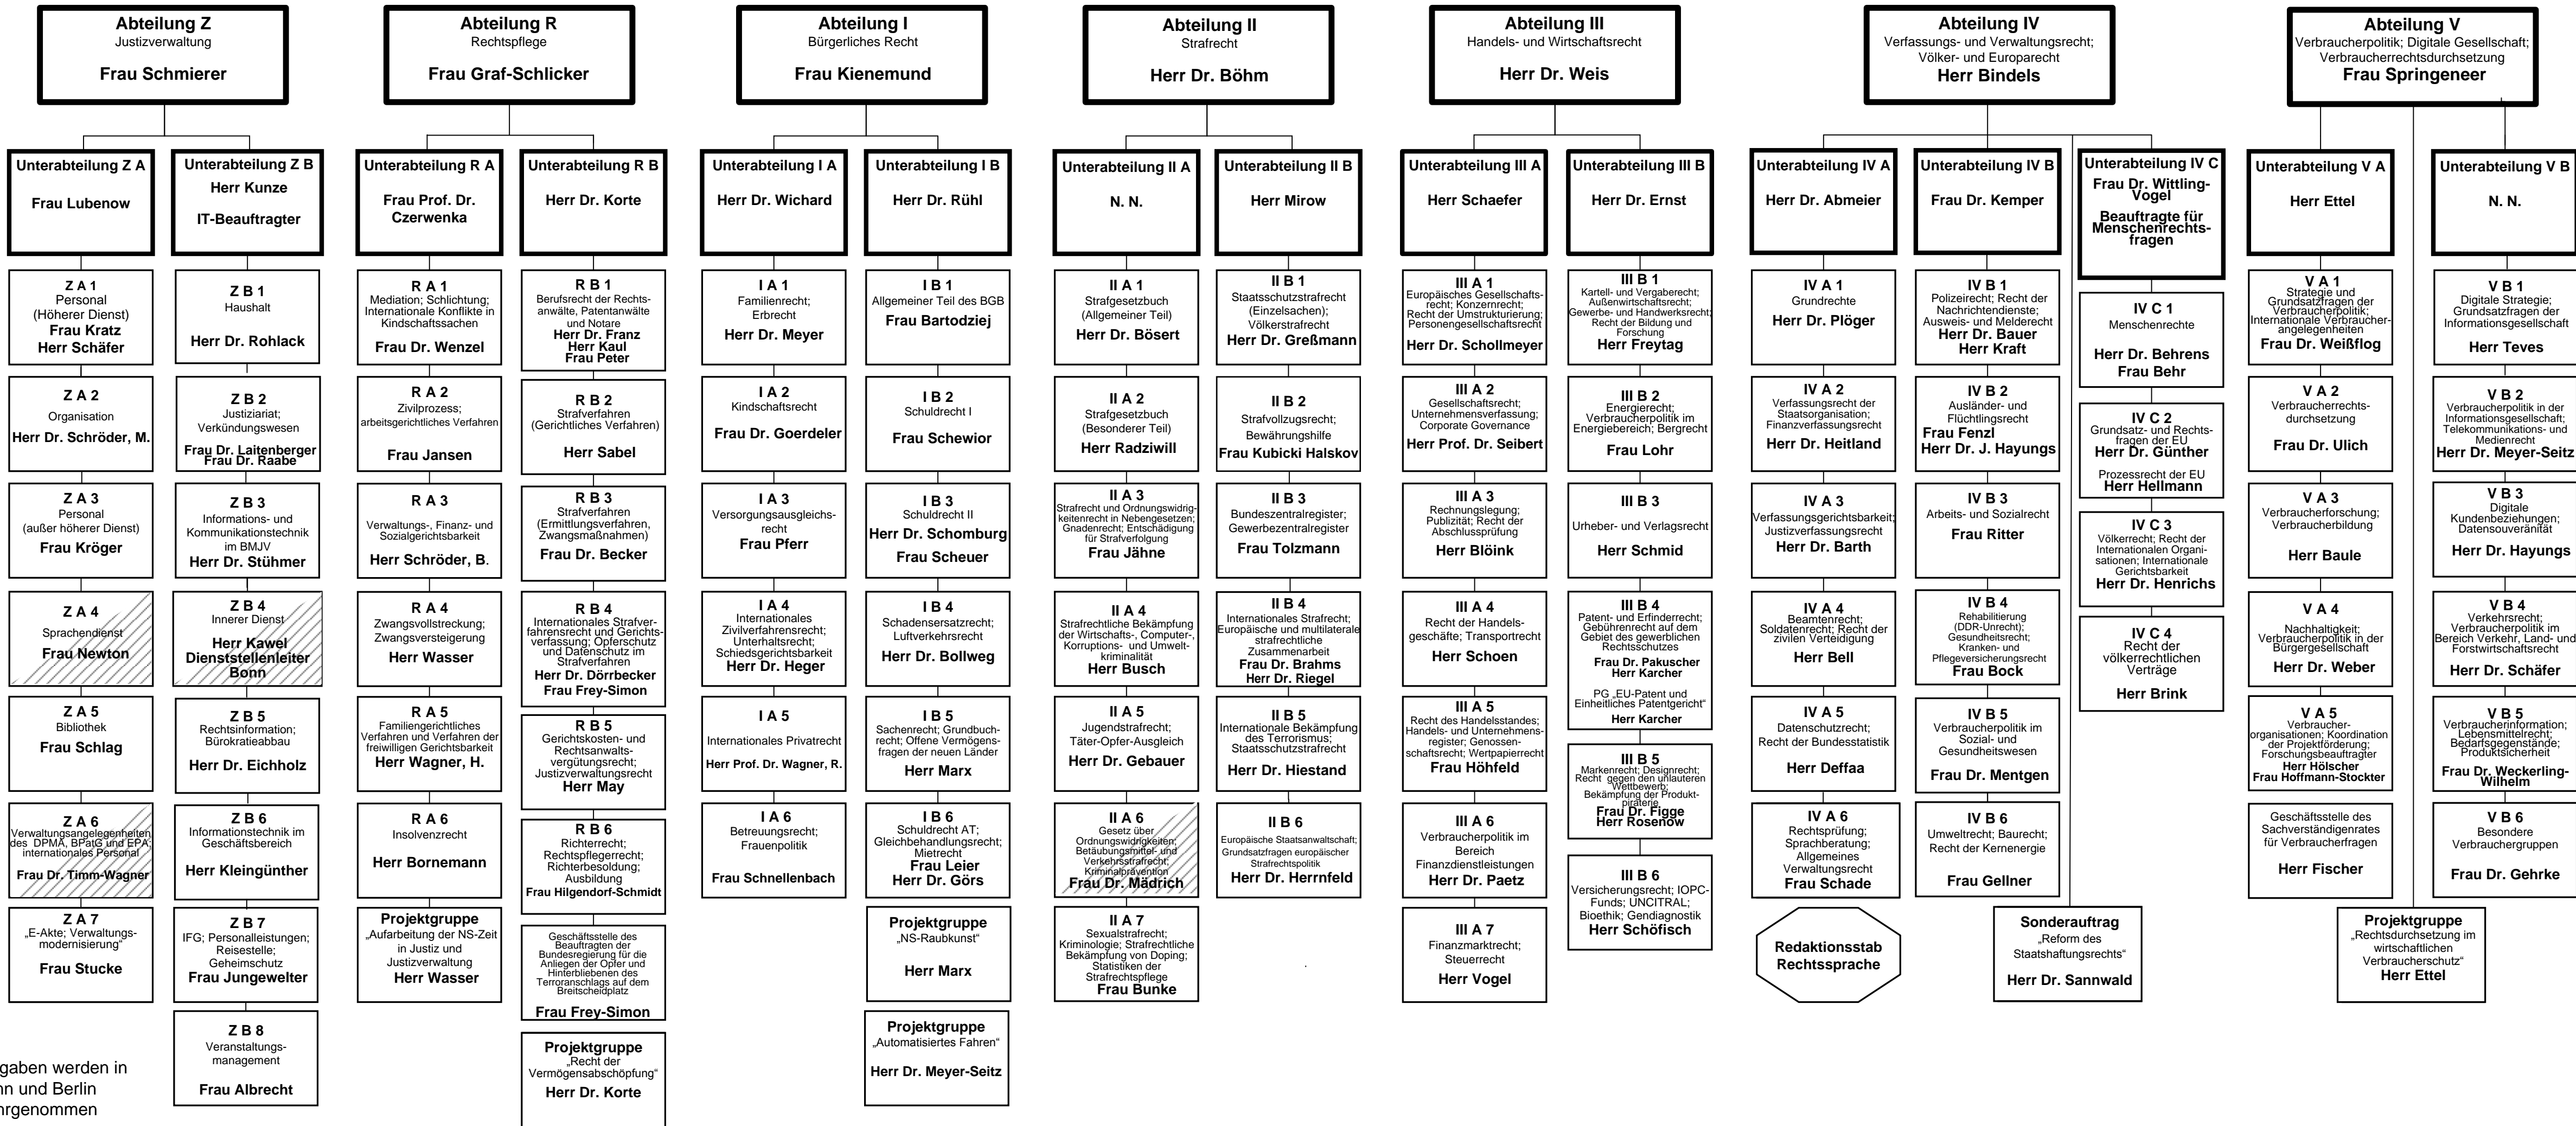 Abteilung Z
Justizverwaltung
Frau Schmierer
Unterabteilung Z A
Frau Lubenow
Z A 1
Personal
(Höherer Dienst)
Frau Kratz
Herr Schäfer
Z A 2
Organisation
Herr Dr. Schröder, M.
Z A 3
Personal
(außer höherer Dienst)
Frau Kröger
Z A 4
Sprachendienst
Frau Newton
Z A 5
Bibliothek
Frau Schlag
Z A 6
Verwaltungsangelegenheiten
des DPMA, BPatG und EPA;
internationales Personal
Frau Dr. Timm-Wagner
Z A 7
„E-Akte; Verwaltungs-
modernisierung“
Frau Stucke
Unterabteilung Z B
Herr Kunze
IT-Beauftragter
Z B 1
Haushalt
Herr Dr. Rohlack
Z B 2
Justiziariat;
Verkündungswesen
Frau Dr. Laitenberger
Frau Dr. Raabe
Z B 3
Informations- und
Kommunikationstechnik
im BMJV
Herr Dr. Stühmer
Z B 4
Innerer Dienst
Herr Kawel
Dienststellenleiter
Bonn
Z B 5
Rechtsinformation;
Bürokratieabbau
Herr Dr. Eichholz
Z B 6
Informationstechnik im
Geschäftsbereich
Herr Kleingünther
Z B 7
IFG; Personalleistungen;
Reisestelle;
Geheimschutz
Frau Jungewelter
Z B 8
Veranstaltungs-
management
Frau Albrecht
Abteilung R
Rechtspflege
Frau Graf-Schlicker
Unterabteilung R A
Frau Prof. Dr.
Czerwenka
R A 1
Mediation; Schlichtung;
Internationale Konflikte in
Kindschaftssachen
Frau Dr. Wenzel
R A 2
Zivilprozess;
arbeitsgerichtliches Verfahren
Frau Jansen
R A 3
Verwaltungs-, Finanz- und
Sozialgerichtsbarkeit
Herr Schröder, B.
R A 4
Zwangsvollstreckung;
Zwangsversteigerung
Herr Wasser
R A 5
Familiengerichtliches
Verfahren und Verfahren der
freiwilligen Gerichtsbarkeit
Herr Wagner, H.
R A 6
Insolvenzrecht
Herr Bornemann
Projektgruppe
„Aufarbeitung der NS-Zeit
in Justiz und
Justizverwaltung
Herr Wasser
Unterabteilung R B
Herr Dr. Korte
R B 1
Berufsrecht der Rechts-
anwälte, Patentanwälte
und Notare
Herr Dr. Franz
Herr Kaul
Frau Peter
R B 2
Strafverfahren
(Gerichtliches Verfahren)
Herr Sabel
R B 3
Strafverfahren
(Ermittlungsverfahren,
Zwangsmaßnahmen)
Frau Dr. Becker
R B 4
Internationales Strafver-
fahrensrecht und Gerichts-
verfassung; Opferschutz
und Datenschutz im
Strafverfahren
Herr Dr. Dörrbecker
Frau Frey-Simon
R B 5
Gerichtskosten- und
Rechtsanwalts-
vergütungsrecht;
Justizverwaltungsrecht
Herr May
R B 6
Richterrecht;
Rechtspflegerrecht;
Richterbesoldung;
Ausbildung
Frau Hilgendorf-Schmidt
Geschäftsstelle des
Beauftragten der
Bundesregierung für die
Anliegen der Opfer und
Hinterbliebenen des
Terroranschlags auf dem
Breitscheidplatz
Frau Frey-Simon
Projektgruppe
„Recht der
Vermögensabschöpfung“
Herr Dr. Korte
Abteilung I
Bürgerliches Recht
Frau Kienemund
Unterabteilung I A
Herr Dr. Wichard
I A 1
Familienrecht;
Erbrecht
Herr Dr. Meyer
I A 2
Kindschaftsrecht
Frau Dr. Goerdeler
I A 3
Versorgungsausgleichs-
recht
Frau Pferr
I A 4
Internationales
Zivilverfahrensrecht;
Unterhaltsrecht;
Schiedsgerichtsbarkeit
Herr Dr. Heger
I A 5
Internationales Privatrecht
Herr Prof. Dr. Wagner, R.
I A 6
Betreuungsrecht;
Frauenpolitik
Frau Schnellenbach
Unterabteilung I B
Herr Dr. Rühl
I B 1
Allgemeiner Teil des BGB
Frau Bartodziej
I B 2
Schuldrecht I
Frau Schewior
I B 3
Schuldrecht II
Herr Dr. Schomburg
Frau Scheuer
I B 4
Schadensersatzrecht;
Luftverkehrsrecht
Herr Dr. Bollweg
I B 5
Sachenrecht; Grundbuch-
recht; Offene Vermögens-
fragen der neuen Länder
Herr Marx
I B 6
Schuldrecht AT;
Gleichbehandlungsrecht;
Mietrecht
Frau Leier
Herr Dr. Görs
Projektgruppe
„NS-Raubkunst“
Herr Marx
Projektgruppe
„Automatisiertes Fahren“
Herr Dr. Meyer-Seitz
Abteilung II
Strafrecht
Herr Dr. Böhm
Unterabteilung II A
N. N.
II A 1
Strafgesetzbuch
(Allgemeiner Teil)
Herr Dr. Bösert
II A 2
Strafgesetzbuch
(Besonderer Teil)
Herr Radziwill
II A 3
Strafrecht und Ordnungswidrig-
keitenrecht in Nebengesetzen;
Gnadenrecht; Entschädigung
für Strafverfolgung
Frau Jähne
II A 4
Strafrechtliche Bekämpfung
der Wirtschafts-, Computer-,
Korruptions- und Umwelt-
kriminalität
Herr Busch
II A 5
Jugendstrafrecht;
Täter-Opfer-Ausgleich
Herr Dr. Gebauer
II A 6
Gesetz über
Ordnungswidrigkeiten;
Betäubungsmittel- und
Verkehrsstrafrecht;
Kriminalprävention
Frau Dr. Mädrich
II A 7
Sexualstrafrecht;
Kriminologie; Strafrechtliche
Bekämpfung von Doping;
Statistiken der
Strafrechtspflege
Frau Bunke
Unterabteilung II B
Herr Mirow
II B 1
Staatsschutzstrafrecht
(Einzelsachen);
Völkerstrafrecht
Herr Dr. Greßmann
II B 2
Strafvollzugsrecht;
Bewährungshilfe
Frau Kubicki Halskov
II B 3
Bundeszentralregister;
Gewerbezentralregister
Frau Tolzmann
II B 4
Internationales Strafrecht;
Europäische und multilaterale
strafrechtliche
Zusammenarbeit
Frau Dr. Brahms
Herr Dr. Riegel
II B 5
Internationale Bekämpfung
des Terrorismus;
Staatsschutzstrafrecht
Herr Dr. Hiestand
II B 6
Europäische Staatsanwaltschaft;
Grundsatzfragen europäischer
Strafrechtspolitik
Herr Dr. Herrnfeld
Abteilung III
Handels- und Wirtschaftsrecht
Herr Dr. Weis
Unterabteilung III A
Herr Schaefer
III A 1
Europäisches Gesellschafts-
recht; Konzernrecht;
Recht der Umstrukturierung;
Personengesellschaftsrecht
Herr Dr. Schollmeyer
III A 2
Gesellschaftsrecht;
Unternehmensverfassung;
Corporate Governance
Herr Prof. Dr. Seibert
III A 3
Rechnungslegung;
Publizität; Recht der
Abschlussprüfung
Herr Blöink
III A 4
Recht der Handels-
geschäfte; Transportrecht
Herr Schoen
III A 5
Recht des Handelsstandes;
Handels- und Unternehmens-
register; Genossen-
schaftsrecht; Wertpapierrecht
Frau Höhfeld
III A 6
Verbraucherpolitik im
Bereich
Finanzdienstleistungen
Herr Dr. Paetz
III A 7
Finanzmarktrecht;
Steuerrecht
Herr Vogel
Unterabteilung III B
Herr Dr. Ernst
III B 1
Kartell- und Vergaberecht;
Außenwirtschaftsrecht;
Gewerbe- und Handwerksrecht;
Recht der Bildung und
Forschung
Herr Freytag
III B 2
Energierecht;
Verbraucherpolitik im
Energiebereich; Bergrecht
Frau Lohr
III B 3
Urheber- und Verlagsrecht
Herr Schmid
III B 4
Patent- und Erfinderrecht;
Gebührenrecht auf dem
Gebiet des gewerblichen
Rechtsschutzes
Frau Dr. Pakuscher
Herr Karcher
PG „EU-Patent und
Einheitliches Patentgericht“
Herr Karcher
III B 5
Markenrecht; Designrecht;
Recht gegen den unlauteren
Wettbewerb;
Bekämpfung der Produkt-
piraterie
Frau Dr. Figge
Herr Rosenow
III B 6
Versicherungsrecht; IOPC-
Funds; UNCITRAL;
Bioethik; Gendiagnostik
Herr Schöfisch
Abteilung IV
Verfassungs- und Verwaltungsrecht;
Völker- und Europarecht
Herr Bindels
Unterabteilung IV A
Herr Dr. Abmeier
IV A 1
Grundrechte
Herr Dr. Plöger
IV A 2
Verfassungsrecht der
Staatsorganisation;
Finanzverfassungsrecht
Herr Dr. Heitland
IV A 3
Verfassungsgerichtsbarkeit;
Justizverfassungsrecht
Herr Dr. Barth
IV A 4
Beamtenrecht;
Soldatenrecht; Recht der
zivilen Verteidigung
Herr Bell
IV A 5
Datenschutzrecht;
Recht der Bundesstatistik
Herr Deffaa
IV A 6
Rechtsprüfung;
Sprachberatung;
Allgemeines
Verwaltungsrecht
Frau Schade
Redaktionsstab
Rechtssprache
Unterabteilung IV B
Frau Dr. Kemper
IV B 1
Polizeirecht; Recht der
Nachrichtendienste;
Ausweis- und Melderecht
Herr Dr. Bauer
Herr Kraft
IV B 2
Ausländer- und
Flüchtlingsrecht
Frau Fenzl
Herr Dr. J. Hayungs
IV B 3
Arbeits- und Sozialrecht
Frau Ritter
IV B 4
Rehabilitierung
(DDR-Unrecht);
Gesundheitsrecht;
Kranken- und
Pflegeversicherungsrecht
Frau Bock
IV B 5
Verbraucherpolitik im
Sozial- und
Gesundheitswesen
Frau Dr. Mentgen
IV B 6
Umweltrecht; Baurecht;
Recht der Kernenergie
Frau Gellner
Sonderauftrag
„Reform des
Staatshaftungsrechts“
Herr Dr. Sannwald
Unterabteilung IV C
Frau Dr. Wittling-
Vogel
Beauftragte für
Menschenrechts-
fragen
IV C 1
Menschenrechte
Herr Dr. Behrens
Frau Behr
IV C 2
Grundsatz- und Rechts-
fragen der EU
Herr Dr. Günther
Prozessrecht der EU
Herr Hellmann
IV C 3
Völkerrecht; Recht der
Internationalen Organi-
sationen; Internationale
Gerichtsbarkeit
Herr Dr. Henrichs
IV C 4
Recht der
völkerrechtlichen
Verträge
Herr Brink
Abteilung V
Verbraucherpolitik; Digitale Gesellschaft;
Verbraucherrechtsdurchsetzung
Frau Springeneer
Unterabteilung V A
Herr Ettel
V A 1
Strategie und
Grundsatzfragen der
Verbraucherpolitik;
Internationale Verbraucher-
angelegenheiten
Frau Dr. Weißflog
V A 2
Verbraucherrechts-
durchsetzung
Frau Dr. Ulich
V A 3
Verbraucherforschung;
Verbraucherbildung
Herr Baule
V A 4
Nachhaltigkeit;
Verbraucherpolitik in der
Bürgergesellschaft
Herr Dr. Weber
V A 5
Verbraucher-
organisationen; Koordination
der Projektförderung;
Forschungsbeauftragter
Herr Hölscher
Frau Hoffmann-Stockter
Geschäftsstelle des
Sachverständigenrates
für Verbraucherfragen
Herr Fischer
Projektgruppe
„Rechtsdurchsetzung im
wirtschaftlichen
Verbraucherschutz“
Herr Ettel
Unterabteilung V B
N. N.
V B 1
Digitale Strategie;
Grundsatzfragen der
Informationsgesellschaft
Herr Teves
V B 2
Verbraucherpolitik in der
Informationsgesellschaft;
Telekommunikations- und
Medienrecht
Herr Dr. Meyer-Seitz
V B 3
Digitale
Kundenbeziehungen;
Datensouveränität
Herr Dr. Hayungs
V B 4
Verkehrsrecht;
Verbraucherpolitik im
Bereich Verkehr, Land- und
Forstwirtschaftsrecht
Herr Dr. Schäfer
V B 5
Verbraucherinformation;
Lebensmittelrecht;
Bedarfsgegenstände;
Produktsicherheit
Frau Dr. Weckerling-
Wilhelm
V B 6
Besondere
Verbrauchergruppen
Frau Dr. Gehrke
gaben werden in
nn und Berlin
hrgenommen